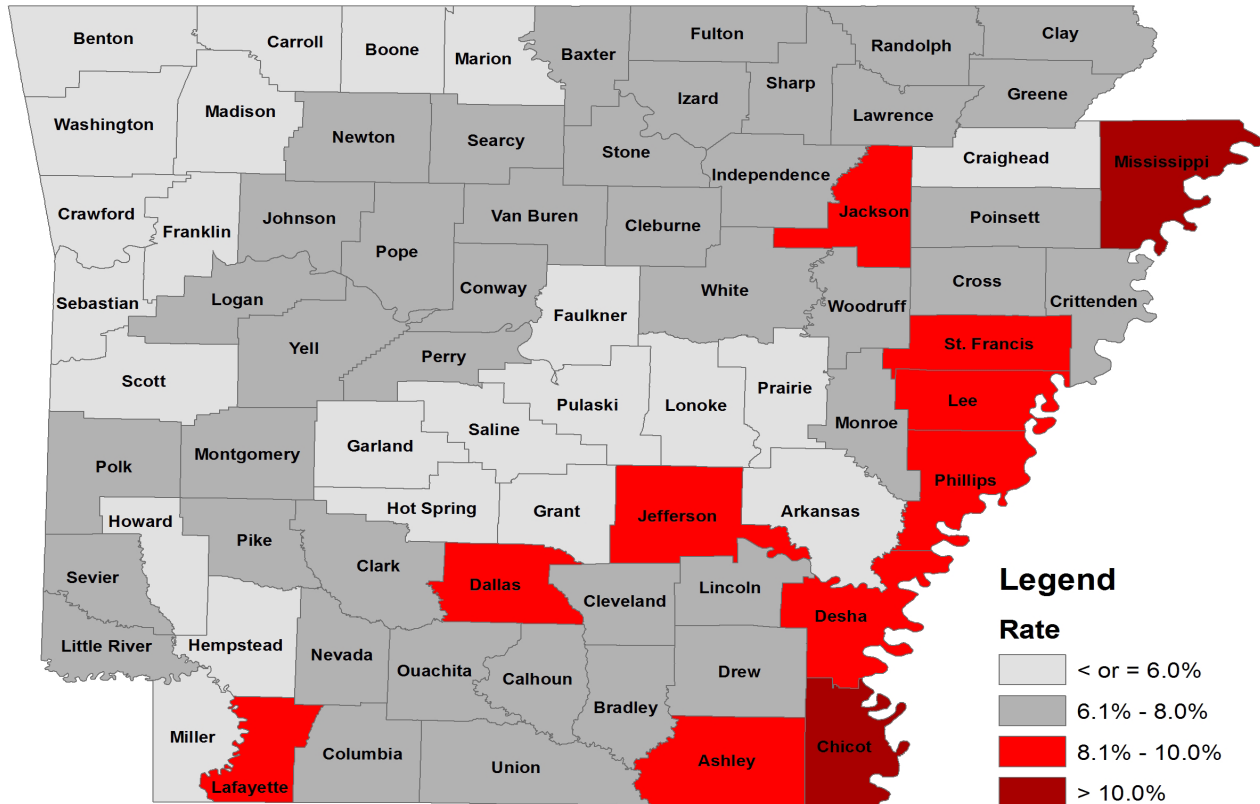 Benton
Carroll
Boone
Marion
Baxter
Fulton
Randolph
Clay
Sharp
Izard
Greene
Lawrence
Washington
Madison
Newton
Searcy
Stone
Independence
Craighead
Mississippi
Crawford
Franklin
Johnson
Pope
Van Buren
Cleburne
Jackson
Poinsett
Sebastian
Logan
Conway
Faulkner
White
Woodruff
Cross
Crittenden
Yell
Perry
St. Francis
Scott
Pulaski
Lonoke
Prairie
Lee
Monroe
Saline
Garland
Polk
Montgomery
Phillips
Howard
Hot Spring
Grant
Jefferson
Arkansas
Pike
Clark
Sevier
Dallas
Cleveland
Lincoln
Desha
Little River
Hempstead
Nevada
Ouachita
Calhoun
Drew
Bradley
Miller
Lafayette
Columbia
Union
Ashley
Chicot
Legend
Rate
< or = 6.0%
6.1% - 8.0%
8.1% - 10.0%
> 10.0%